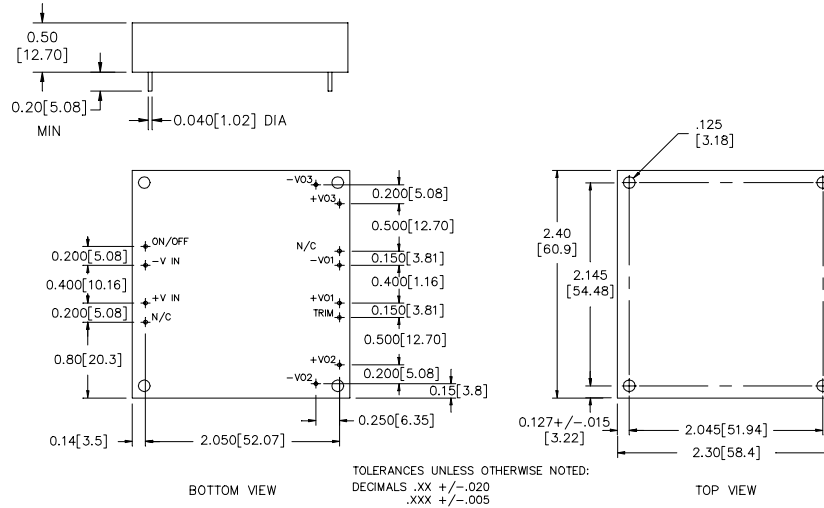 0.50
[12.70]
0.20[5.08]
MIN
0.040[1.02] DIA
.125
[3.18]
-VO3
+VO3
0.200[5.08]
0.500[12.70]
ON/OFF
N/C
0.200[5.08]
-V IN
-VO1
0.150[3.81]
0.400[10.16]
0.400[1.16]
+V IN
+VO1
0.200[5.08]
N/C
TRIM
0.150[3.81]
0.500[12.70]
0.80[20.3]
+VO2
0.200[5.08]
-VO2
0.15[3.8]
0.250[6.35]
0.14[3.5]
2.050[52.07]
2.40
[60.9]
2.145
[54.48]
0.127+/-.015
[3.22]
2.045[51.94]
2.30[58.4]
TOLERANCES UNLESS OTHERWISE NOTED:
DECIMALS .XX +/-.020
.XXX +/-.005
BOTTOM VIEW
TOP VIEW